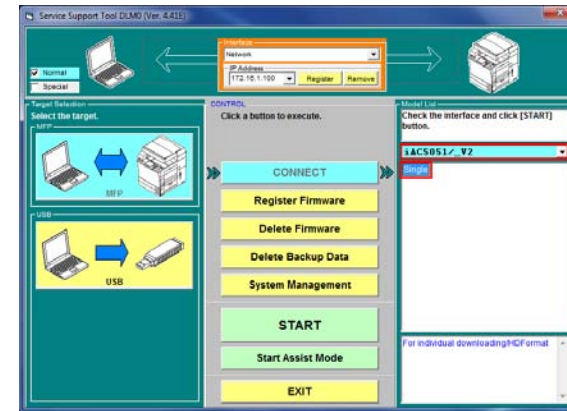 Service Support Tool DLM0 (Ver. 4.41E)
Interface
Network
IP Address
172.16.1.100
Register
Remove
Normal
Special
Target Selection
Select the target.
MFP
MFP
USB
USB
CONTROL
Click a button to execute.
CONNECT
Register Firmware
Delete Firmware
Delete Backup Data
System Management
START
Start Assist Mode
EXIT
Model List
Check the interface and click [START]
button.
iAC5051/_V2
Single
For individual downloading/HDFormat